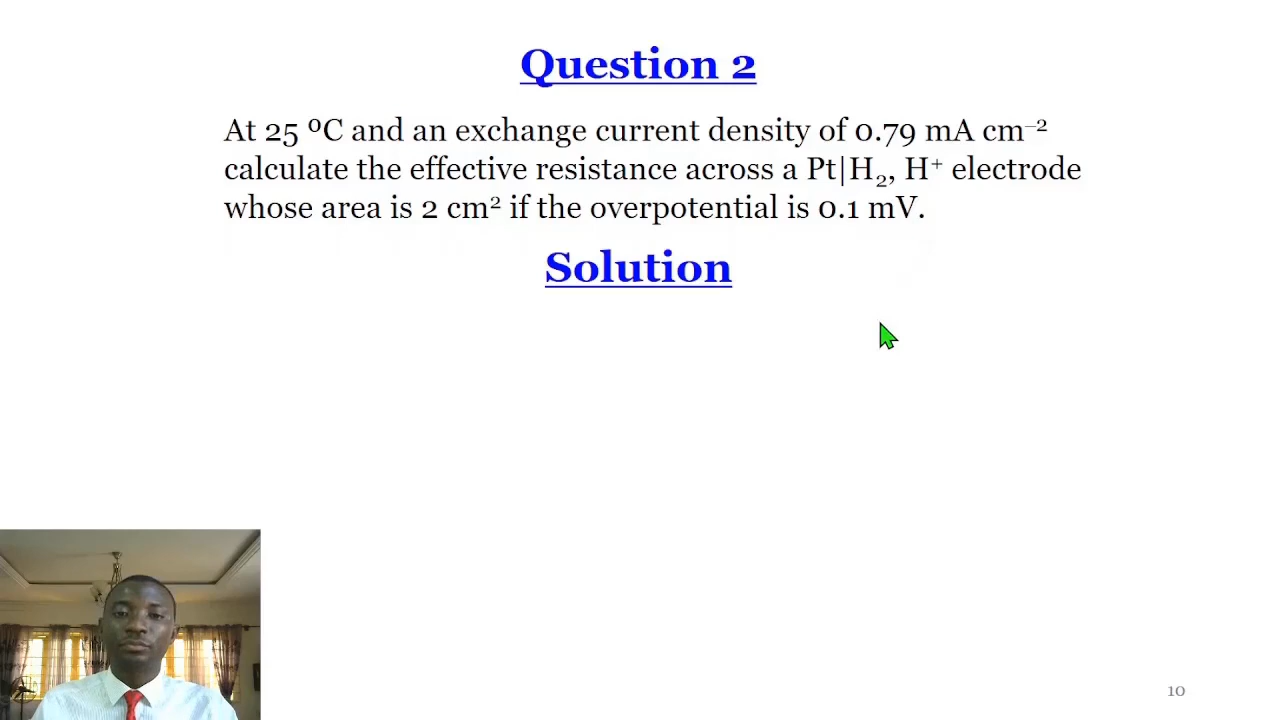 Question 2
At 25 ºC and an exchange current density of 0.79 mA cm⁻²
calculate the effective resistance across a Pt|H₂, H⁺ electrode
whose area is 2 cm² if the overpotential is 0.1 mV.
Solution
10